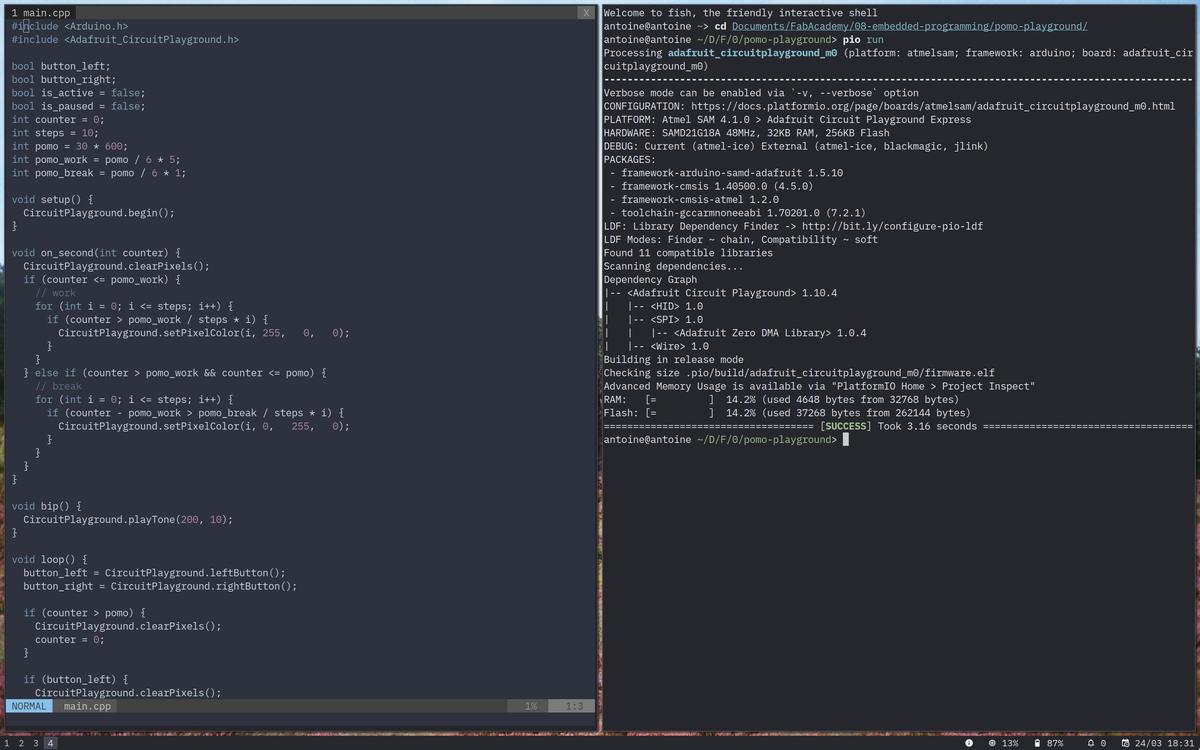 1 main.cpp X
#include <Arduino.h>
#include <Adafruit_CircuitPlayground.h>
bool button_left;
bool button_right;
bool is_active = false;
bool is_paused = false;
int counter = 0;
int steps = 10;
int pomo = 30 * 600;
int pomo_work = pomo / 6 * 5;
int pomo_break = pomo / 6 * 1;
void setup() {
  CircuitPlayground.begin();
}
void on_second(int counter) {
  CircuitPlayground.clearPixels();
  if (counter <= pomo_work) {
    // work
    for (int i = 0; i <= steps; i++) {
      if (counter > pomo_work / steps * i) {
        CircuitPlayground.setPixelColor(i, 255,   0,   0);
      }
    }
  } else if (counter > pomo_work && counter <= pomo) {
    // break
    for (int i = 0; i <= steps; i++) {
      if (counter - pomo_work > pomo_break / steps * i) {
        CircuitPlayground.setPixelColor(i, 0,   255,   0);
      }
    }
  }
}
void bip() {
  CircuitPlayground.playTone(200, 10);
}
void loop() {
  button_left = CircuitPlayground.leftButton();
  button_right = CircuitPlayground.rightButton();
  if (counter > pomo) {
    CircuitPlayground.clearPixels();
    counter = 0;
  }
  if (button_left) {
    CircuitPlayground.clearPixels();
NORMAL main.cpp 1% 1:3
Welcome to fish, the friendly interactive shell
antoine@antoine ~> cd Documents/FabAcademy/08-embedded-programming/pomo-playground/
antoine@antoine ~/D/F/0/pomo-playground> pio run
Processing adafruit_circuitplayground_m0 (platform: atmelsam; framework: arduino; board: adafruit_cir
cuitplayground_m0)
-----------------------------------------------------------------------------------------------------
Verbose mode can be enabled via `-v, --verbose` option
CONFIGURATION: https://docs.platformio.org/page/boards/atmelsam/adafruit_circuitplayground_m0.html
PLATFORM: Atmel SAM 4.1.0 > Adafruit Circuit Playground Express
HARDWARE: SAMD21G18A 48MHz, 32KB RAM, 256KB Flash
DEBUG: Current (atmel-ice) External (atmel-ice, blackmagic, jlink)
PACKAGES:
 - framework-arduino-samd-adafruit 1.5.10
 - framework-cmsis 1.40500.0 (4.5.0)
 - framework-cmsis-atmel 1.2.0
 - toolchain-gccarmnoneeabi 1.70201.0 (7.2.1)
LDF: Library Dependency Finder -> http://bit.ly/configure-pio-ldf
LDF Modes: Finder ~ chain, Compatibility ~ soft
Found 11 compatible libraries
Scanning dependencies...
Dependency Graph
|-- <Adafruit Circuit Playground> 1.10.4
|   |-- <HID> 1.0
|   |-- <SPI> 1.0
|   |   |-- <Adafruit Zero DMA Library> 1.0.4
|   |-- <Wire> 1.0
Building in release mode
Checking size .pio/build/adafruit_circuitplayground_m0/firmware.elf
Advanced Memory Usage is available via "PlatformIO Home > Project Inspect"
RAM:   [=         ]  14.2% (used 4648 bytes from 32768 bytes)
Flash: [=         ]  14.2% (used 37268 bytes from 262144 bytes)
==================================== [SUCCESS] Took 3.16 seconds ====================================
antoine@antoine ~/D/F/0/pomo-playground>
1 2 3 4 13% 87% 0 24/03 18:31